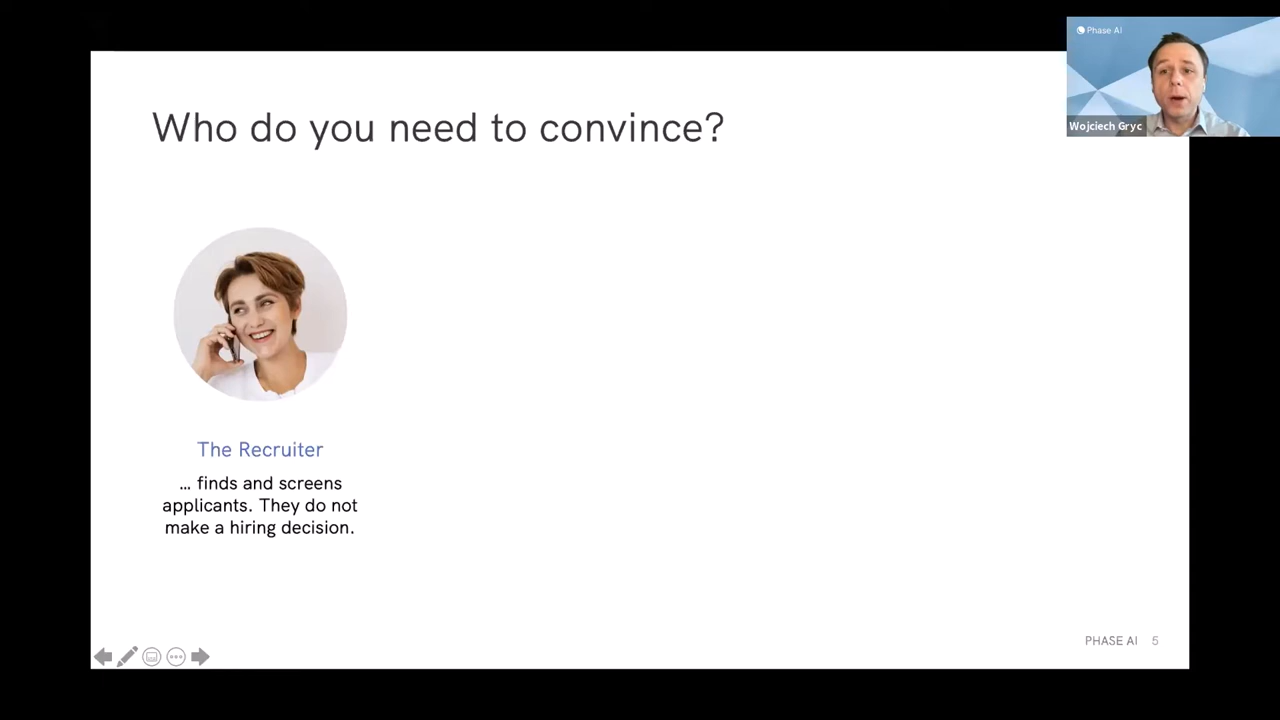 Phase AI
Wojciech Gryc
Who do you need to convince?
The Recruiter
... finds and screens
applicants. They do not
make a hiring decision.
PHASE AI 5